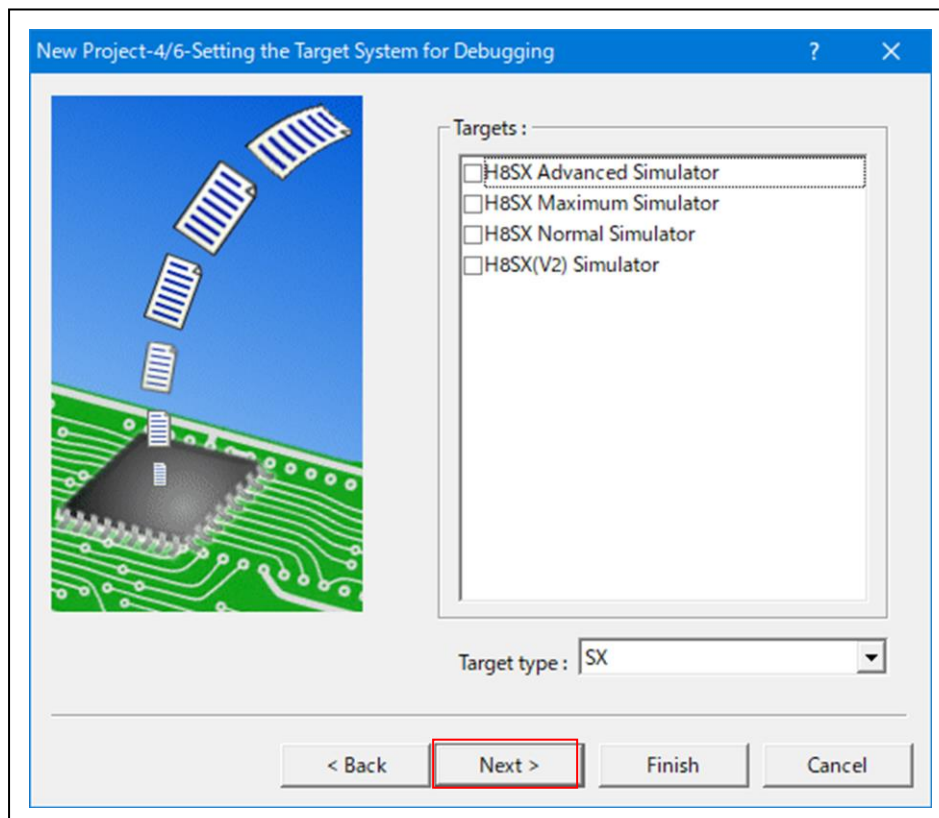 New Project-4/6-Setting the Target System for Debugging
Targets :
H8SX Advanced Simulator
H8SX Maximum Simulator
H8SX Normal Simulator
H8SX(V2) Simulator
Target type : SX
< Back Next > Finish Cancel